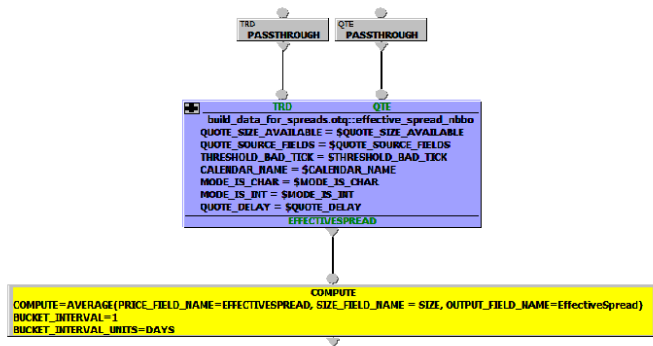 TRD
PASSTHROUGH
QTE
PASSTHROUGH
TRD QTE
build_data_for_spreads.otq::effective_spread_nbbo
QUOTE_SIZE_AVAILABLE = $QUOTE_SIZE_AVAILABLE
QUOTE_SOURCE_FIELDS = $QUOTE_SOURCE_FIELDS
THRESHOLD_BAD_TICK = $THRESHOLD_BAD_TICK
CALENDAR_NAME = $CALENDAR_NAME
MODE_IS_CHAR = $MODE_IS_CHAR
MODE_IS_INT = $MODE_IS_INT
QUOTE_DELAY = $QUOTE_DELAY
EFFECTIVESPREAD
COMPUTE
COMPUTE=AVERAGE(PRICE_FIELD_NAME=EFFECTIVESPREAD, SIZE_FIELD_NAME = SIZE, OUTPUT_FIELD_NAME=EffectiveSpread)
BUCKET_INTERVAL=1
BUCKET_INTERVAL_UNITS=DAYS